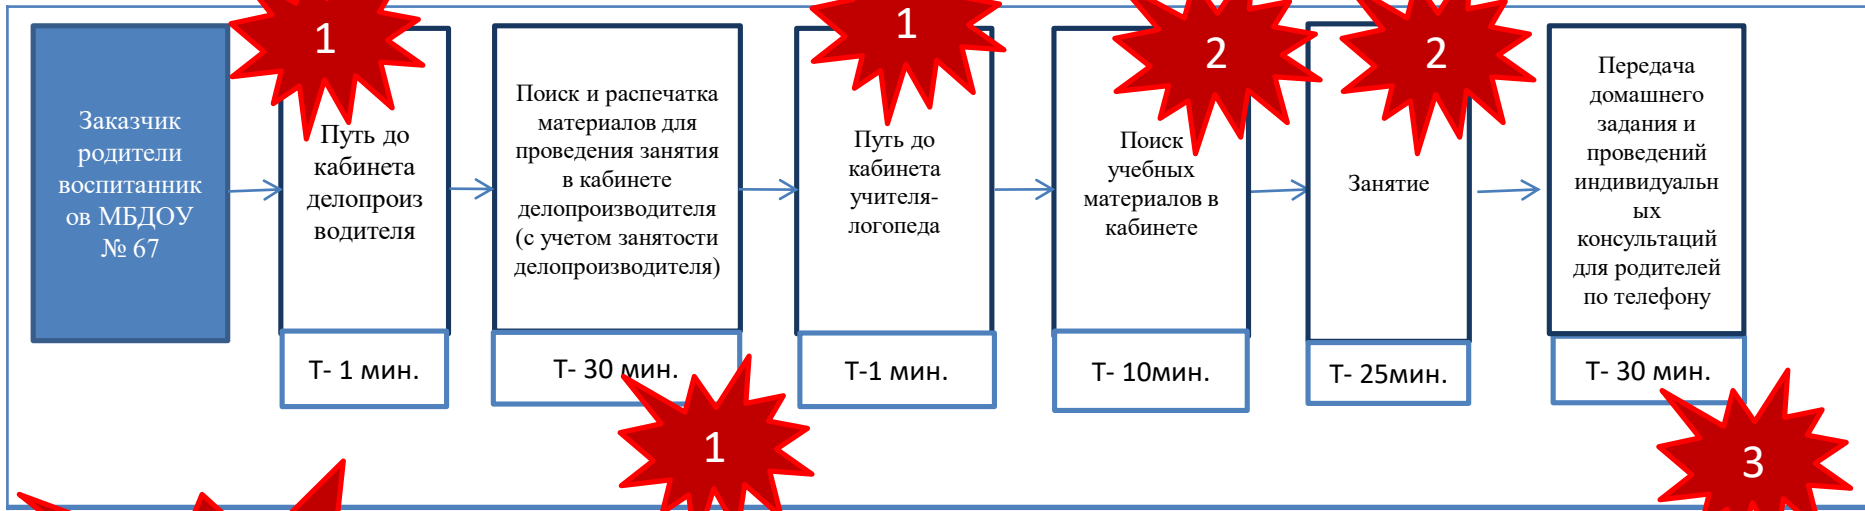 1
1
2
2
Заказчик
родители
воспитанник
ов МБДОУ
№ 67
Путь до
кабинета
делопроиз
водителя
Поиск и распечатка
материалов для
проведения занятия
в кабинете
делопроизводителя
(с учетом занятости
делопроизводителя)
Путь до
кабинета
учителя-
логопеда
Поиск
учебных
материалов в
кабинете
Занятие
Передача
домашнего
задания и
проведений
индивидуальн
ых
консультаций
для родителей
по телефону
Т- 1 мин.
Т- 30 мин.
Т-1 мин.
Т- 10мин.
Т- 25мин.
Т- 30 мин.
1
3